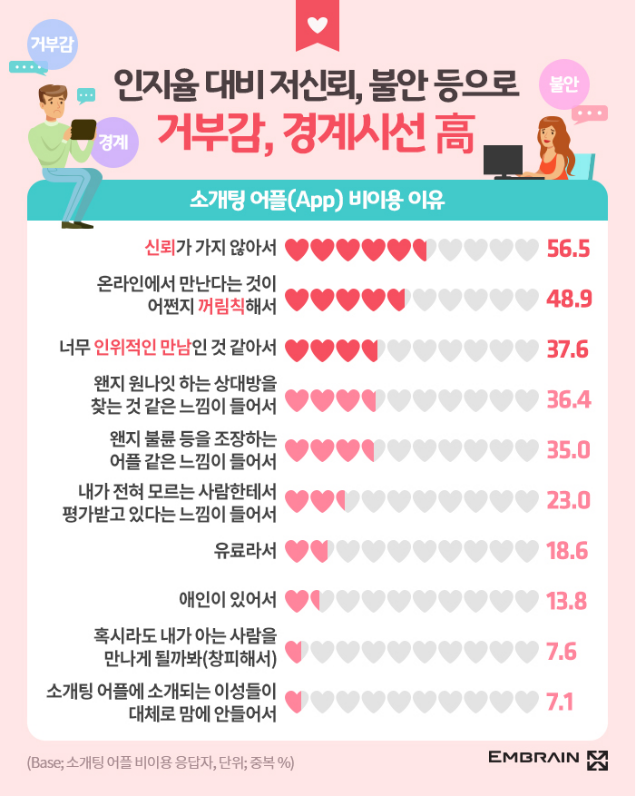 거부감
불안
경계
인지율 대비 저신뢰, 불안 등으로
거부감, 경계시선 高
소개팅 어플(App) 비이용 이유
신뢰가 가지 않아서 56.5
온라인에서 만난다는 것이
어쩐지 꺼림칙해서 48.9
너무 인위적인 만남인 것 같아서 37.6
왠지 원나잇 하는 상대방을
찾는 것 같은 느낌이 들어서 36.4
왠지 불륜 등을 조장하는
어플 같은 느낌이 들어서 35.0
내가 전혀 모르는 사람한테서
평가받고 있다는 느낌이 들어서 23.0
유료라서 18.6
애인이 있어서 13.8
혹시라도 내가 아는 사람을
만나게 될까봐(창피해서) 7.6
소개팅 어플에 소개되는 이성들이
대체로 맘에 안들어서 7.1
(Base; 소개팅 어플 비이용 응답자, 단위; 중복 %)
EMBRAIN